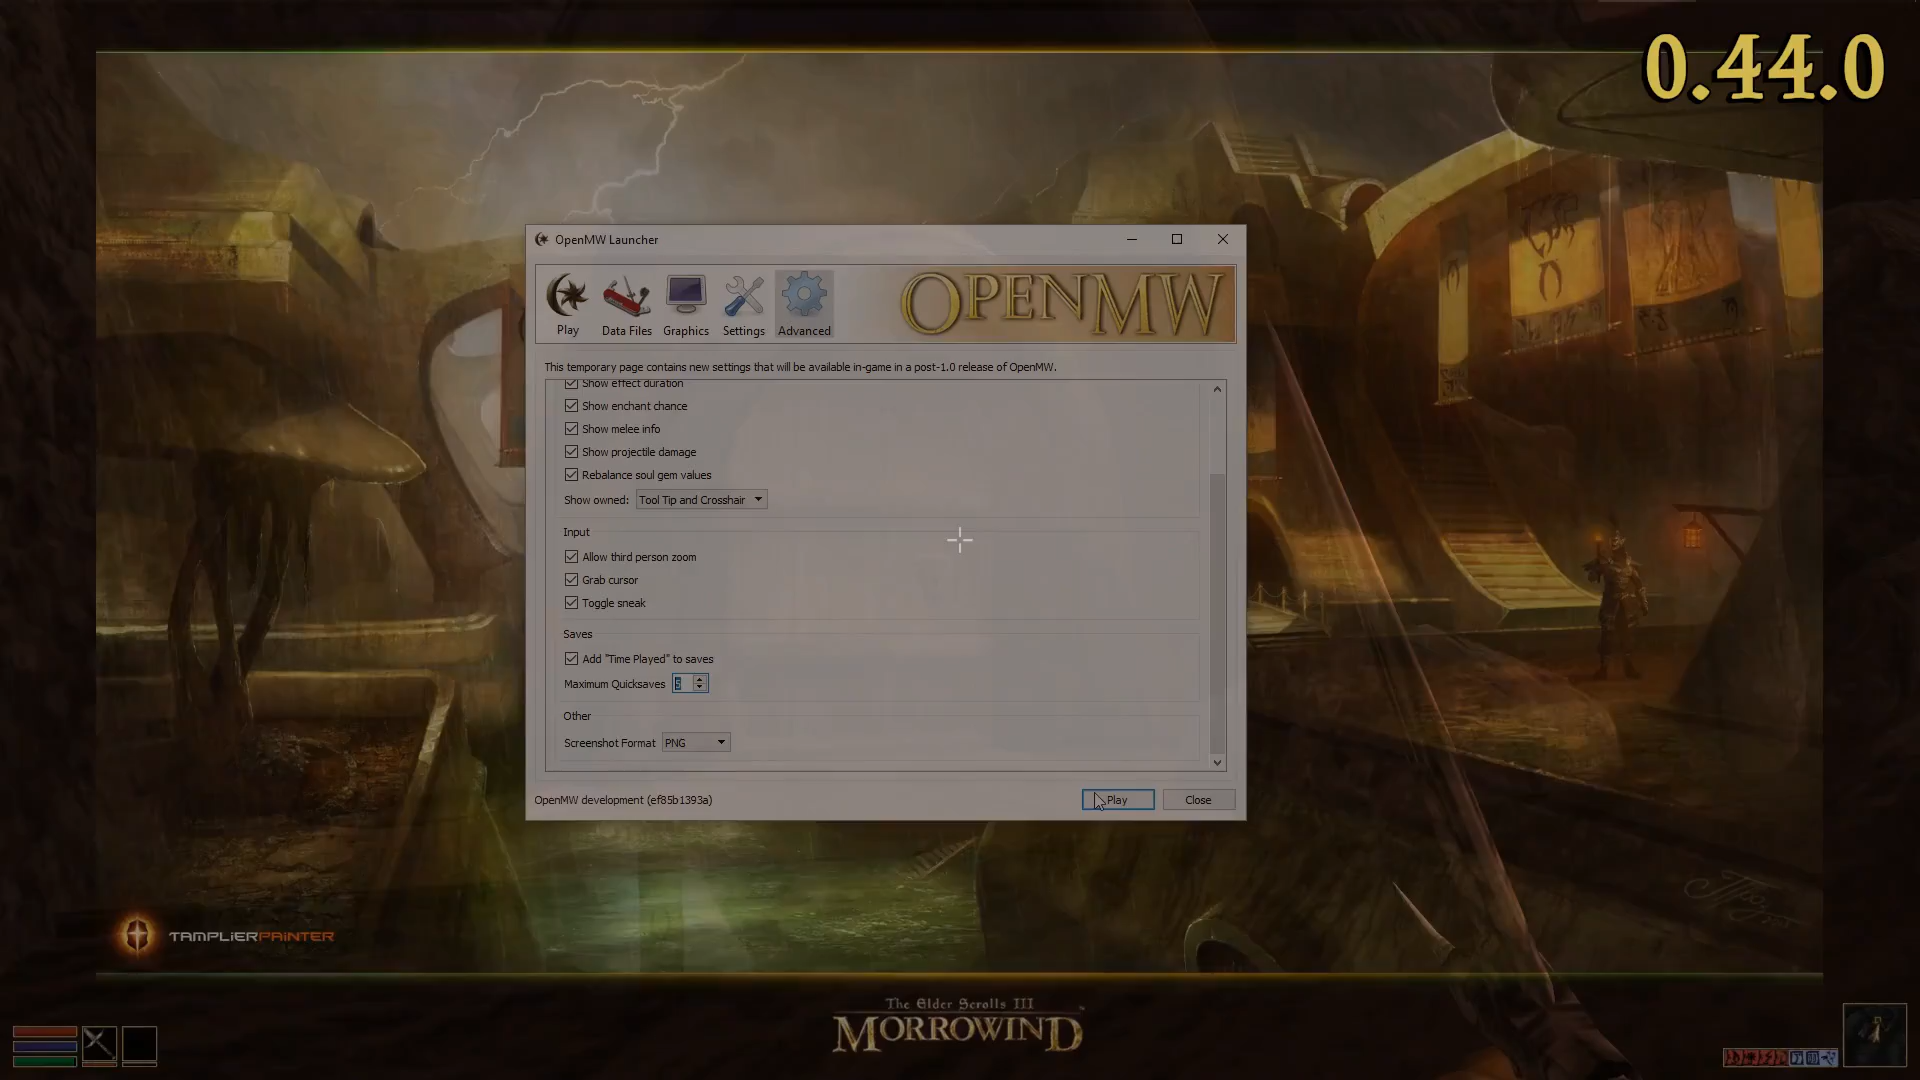 0.44.0
OpenMW Launcher
Play
Data Files
Graphics
Settings
Advanced
OPENMW
This temporary page contains new settings that will be available in-game in a post-1.0 release of OpenMW.
Show effect duration
Show enchant chance
Show melee info
Show projectile damage
Rebalance soul gem values
Show owned: Tool Tip and Crosshair
Input
Allow third person zoom
Grab cursor
Toggle sneak
Saves
Add "Time Played" to saves
Maximum Quicksaves 5
Other
Screenshot Format PNG
OpenMW development (ef85b1393a)
Play
Close
TAMPLIERPAINTER
The Elder Scrolls III
MORROWIND